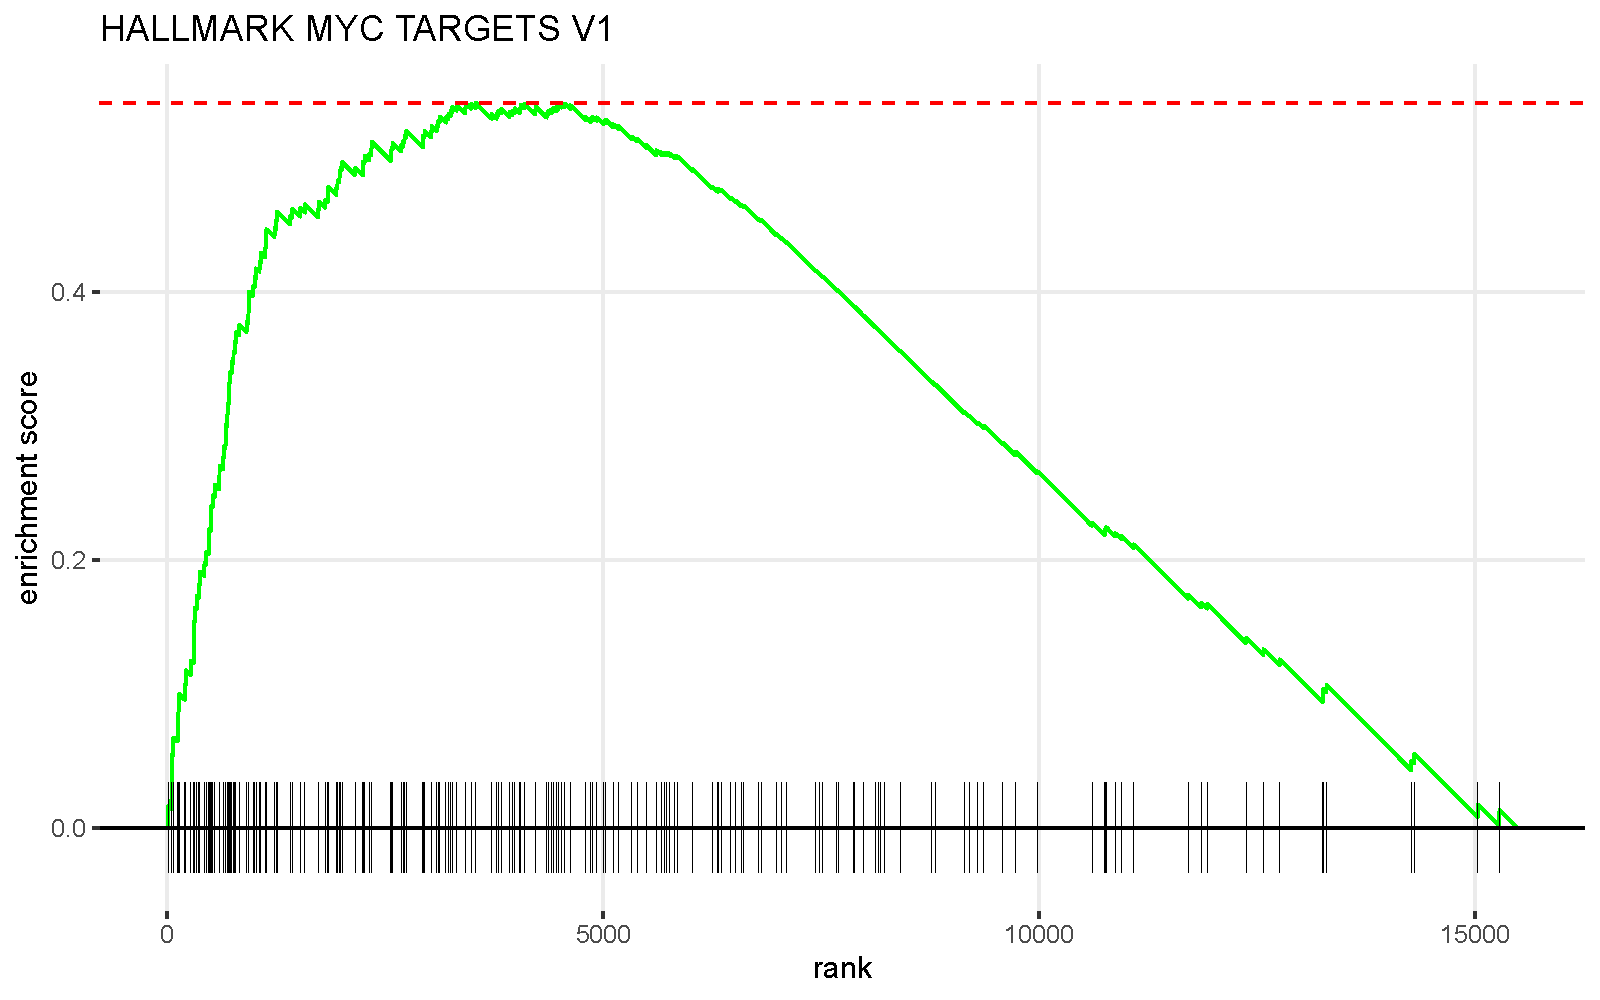 HALLMARK MYC TARGETS V1
enrichment score
0.4
0.2
0.0
0
5000
10000
15000
rank